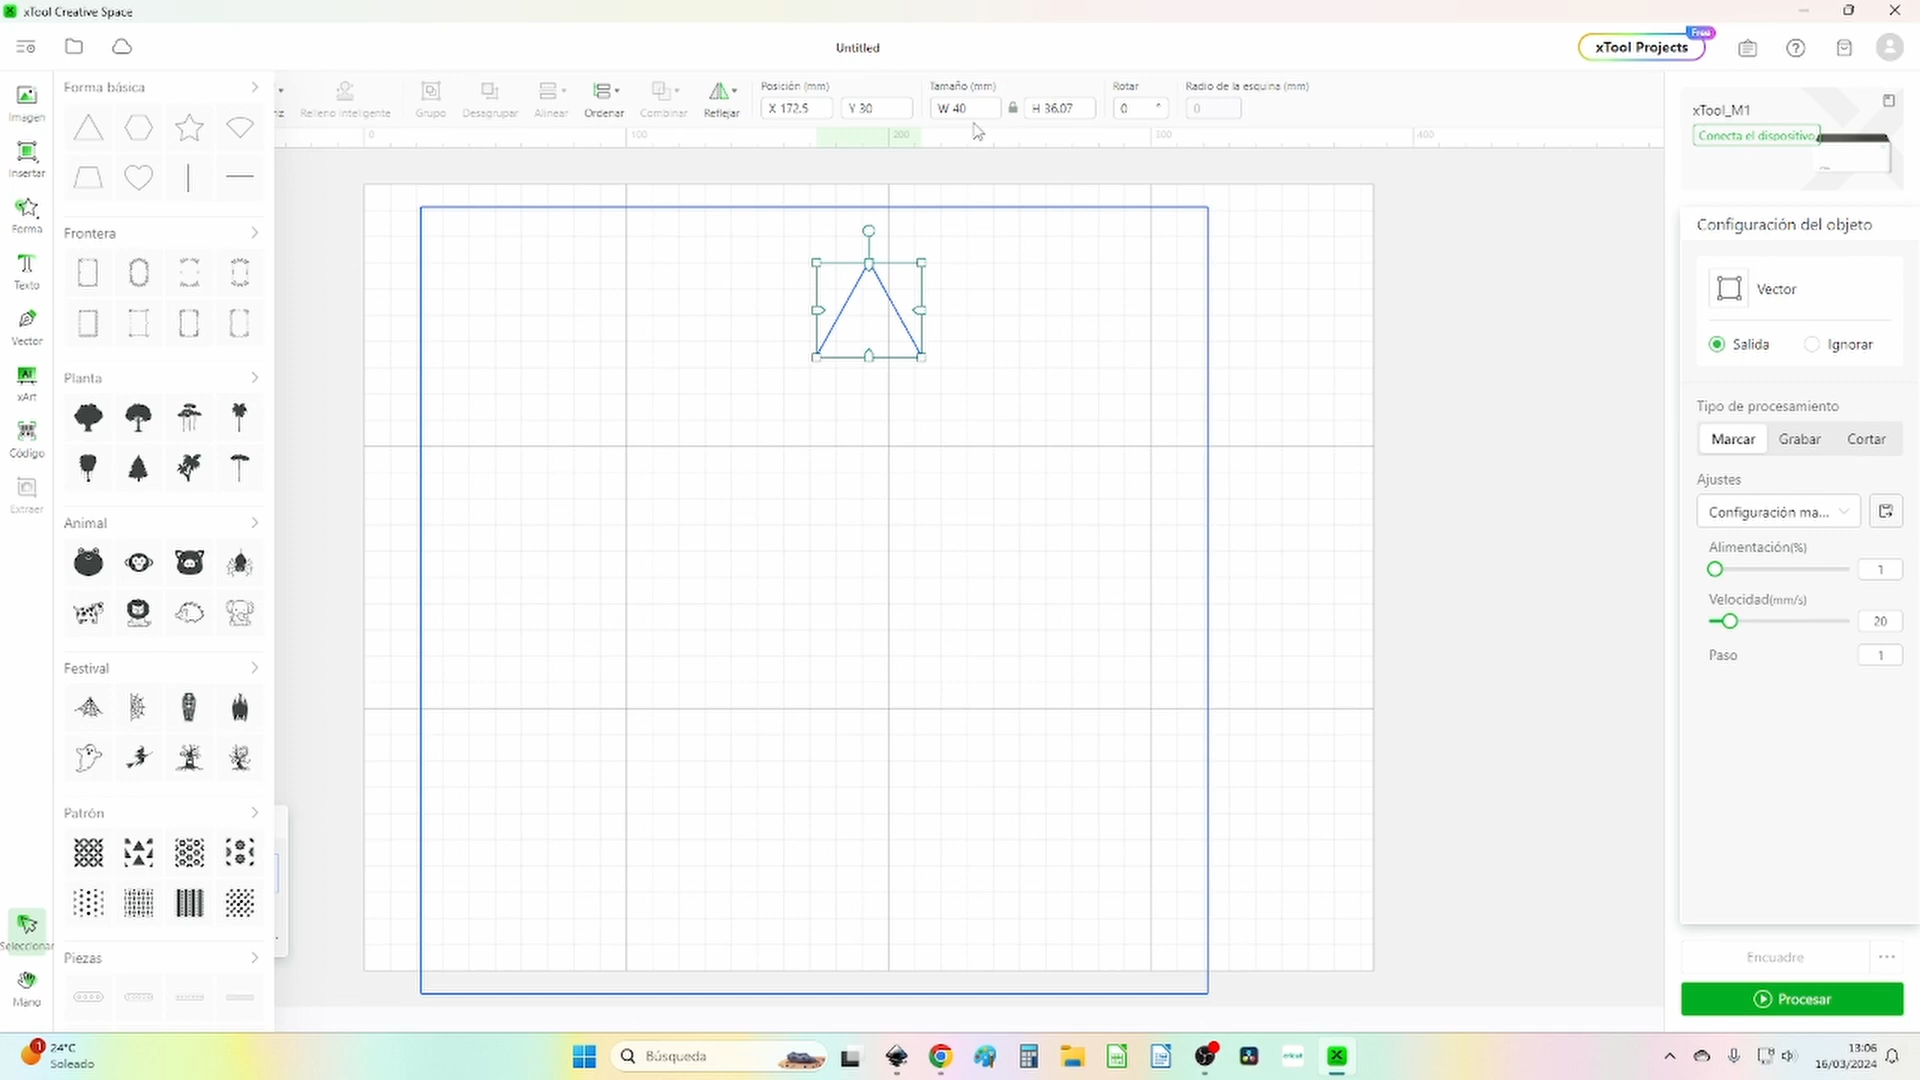 xTool Creative Space
Untitled
Free
xTool Projects
Imagen
Insertar
Forma
Texto
Vector
xArt
Código
Extraer
Seleccionar
Mano
Forma básica
Frontera
Planta
Animal
Festival
Patrón
Piezas
Relleno inteligente
Grupo
Desagrupar
Alinear
Ordenar
Combinar
Reflejar
Posición (mm)
X 172.5
Y 30
Tamaño (mm)
W 40
H 36.07
Rotar
0 °
Radio de la esquina (mm)
0
0
100
200
300
400
xTool_M1
Conecta el dispositivo
Configuración del objeto
Vector
Salida
Ignorar
Tipo de procesamiento
Marcar
Grabar
Cortar
Ajustes
Configuración ma...
Alimentación(%)
1
Velocidad(mm/s)
20
Paso
1
Encuadre
Procesar
1
24°C
Soleado
Búsqueda
13:06
16/03/2024